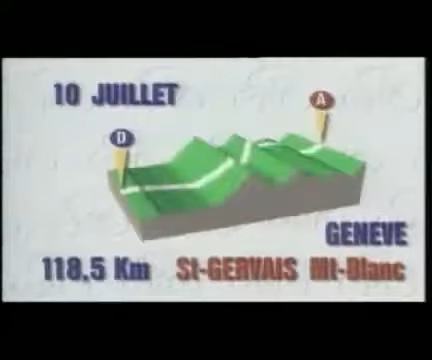 10 JUILLET
A
D
GENEVE
118.5 Km St-GERVAIS Mt-Blanc